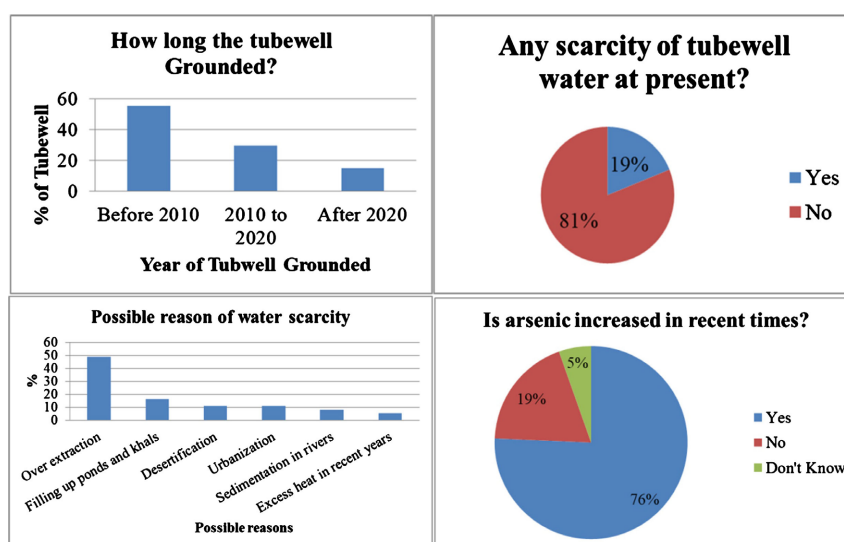 How long the tubewell
Grounded?
% of Tubewell
60
40
20
0
Before 2010
2010 to
2020
After 2020
Year of Tubwell Grounded
Any scarcity of tubewell
water at present?
19%
81%
Yes
No
Possible reason of water scarcity
%
60
50
40
30
20
10
0
Over extraction
Filling up ponds and khals
Desertification
Urbanization
Sedimentation in rivers
Excess heat in recent years
Possible reasons
Is arsenic increased in recent times?
5%
19%
76%
Yes
No
Don't Know